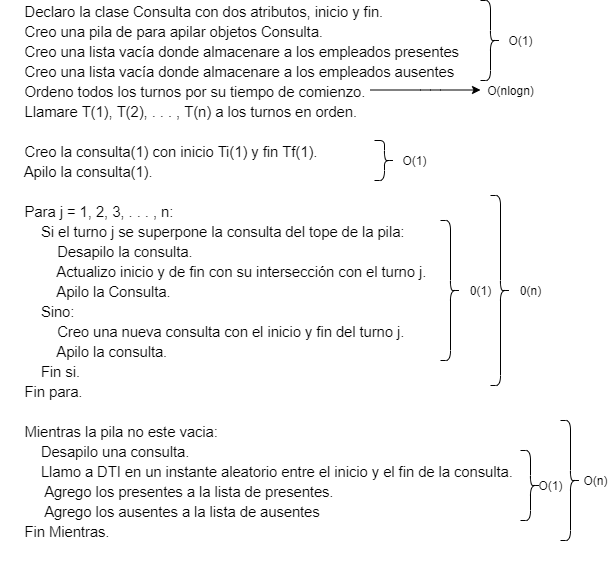 Declaro la clase Consulta con dos atributos, inicio y fin.
Creo una pila de para apilar objetos Consulta.
O(1)
Creo una lista vacía donde almacenare a los empleados presentes
Creo una lista vacía donde almacenare a los empleados ausentes
Ordeno todos los turnos por su tiempo de comienzo. O(nlogn)
Llamare T(1), T(2), . . . , T(n) a los turnos en orden.
Creo la consulta(1) con inicio Ti(1) y fin Tf(1).
O(1)
Apilo la consulta(1).
Para j = 1, 2, 3, . . . , n:
Si el turno j se superpone la consulta del tope de la pila:
Desapilo la consulta.
Actualizo inicio y de fin con su intersección con el turno j.
Apilo la Consulta. 0(1) 0(n)
Sino:
Creo una nueva consulta con el inicio y fin del turno j.
Apilo la consulta.
Fin si.
Fin para.
Mientras la pila no este vacia:
Desapilo una consulta.
Llamo a DTI en un instante aleatorio entre el inicio y el fin de la consulta.
O(1) O(n)
Agrego los presentes a la lista de presentes.
Agrego los ausentes a la lista de ausentes
Fin Mientras.